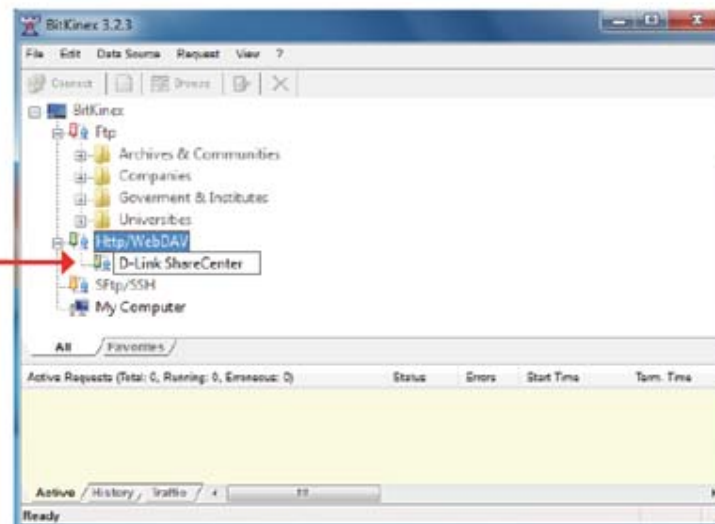 BitKinex 3.2.3
File Edit Data Source Request View ?
Connect Browse
BitKinex
Ftp
Archives & Communities
Companies
Goverment & Institutes
Universities
Http/WebDAV
D-Link ShareCenter
SFtp/SSH
My Computer
All Favorites
Active Requests (Total: 0, Running: 0, Erroneous: 0) Status Errors Start Time Term. Time
Active History Traffic
Ready